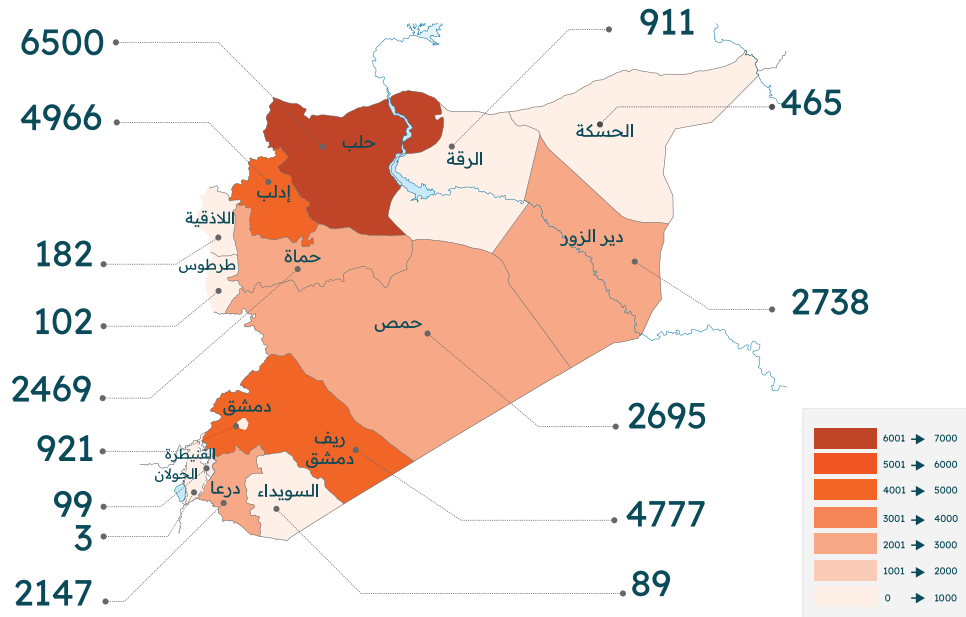 6500
911
4966
465
حلب
الحسكة
الرقة
إدلب
اللاذقية
دير الزور
182
حماة
طرطوس
102
2738
حمص
2469
دمشق
2695
921
ريف
دمشق
القنيطرة
الجولان
درعا
السويداء
99
3
4777
2147
89
6001 7000
5001 6000
4001 5000
3001 4000
2001 3000
1001 2000
0 1000